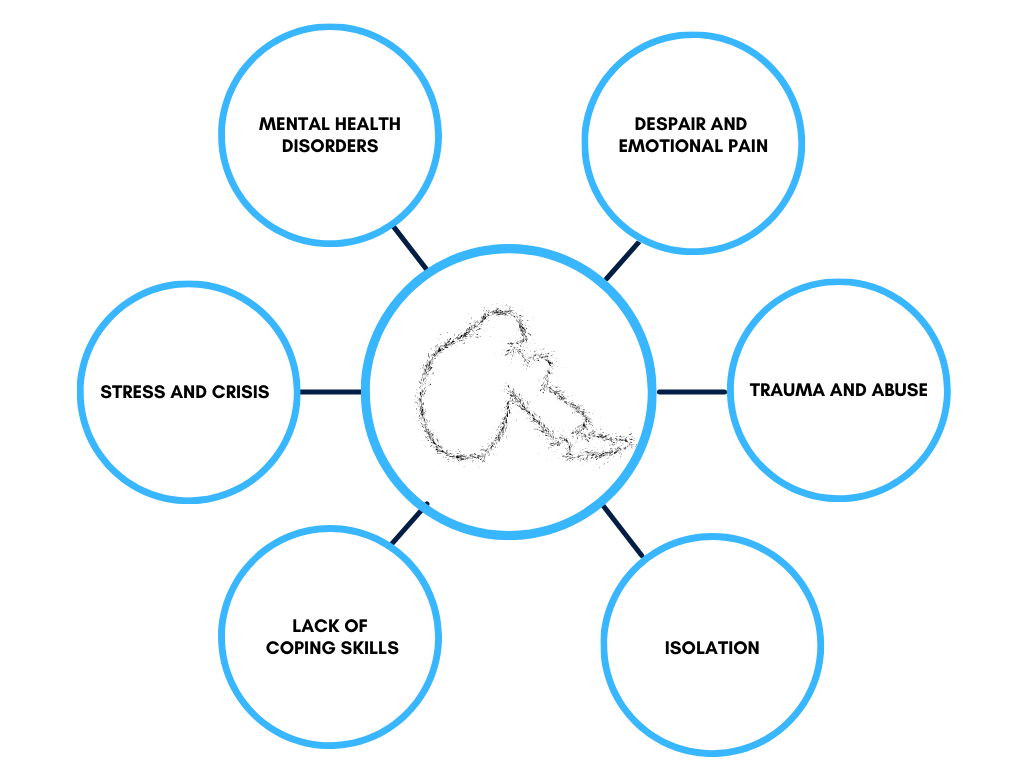 MENTAL HEALTH
DISORDERS
DESPAIR AND
EMOTIONAL PAIN
STRESS AND CRISIS
TRAUMA AND ABUSE
LACK OF
COPING SKILLS
ISOLATION